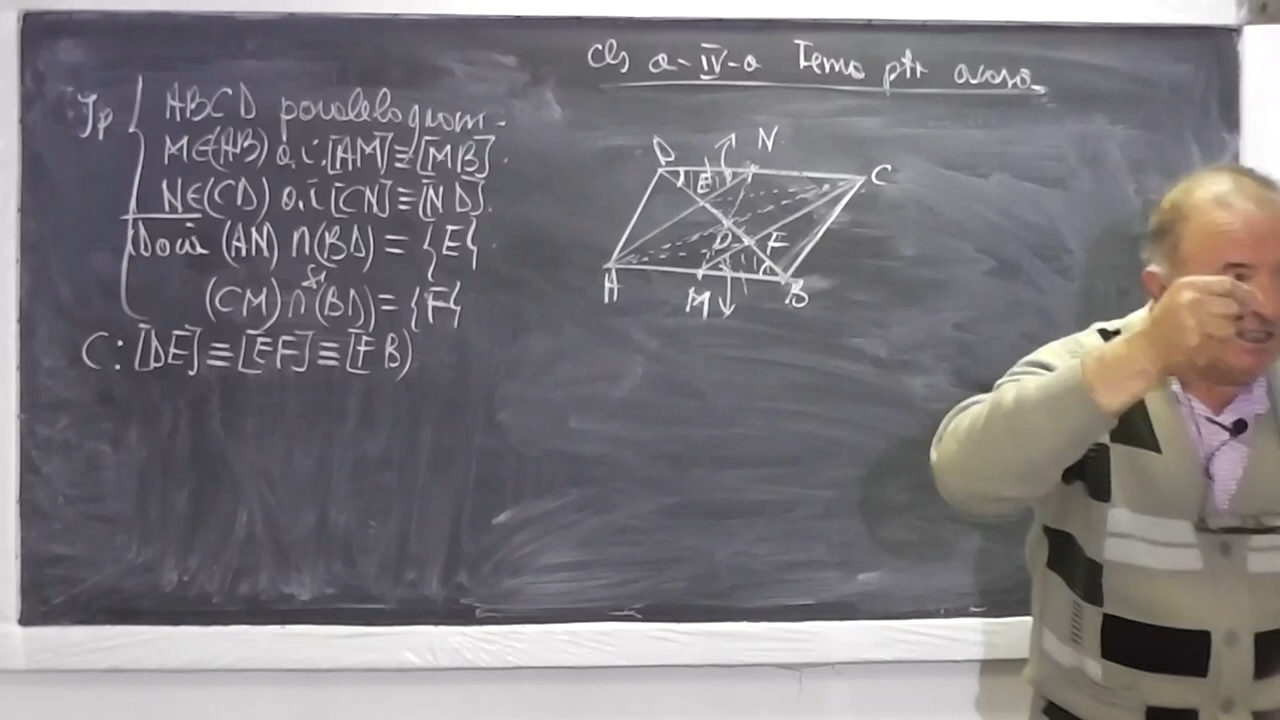 Cls a-IV-a Tema ptr acasă
Ip { ABCD paralelogram.
M∈(AB) a.î. [AM]≡[MB].
N∈(CD) a.î [CN]≡[ND].
Dacă (AN)∩(BD)={E}
și
(CM)∩(BD)={F}
C: [DE]≡[EF]≡[FB)
D N C
E
O F
A M B